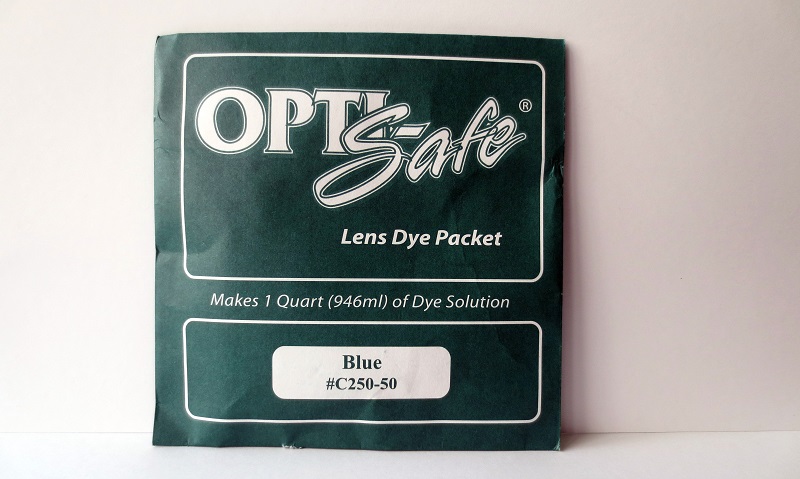 OPTI-Safe®
Lens Dye Packet
Makes 1 Quart (946ml) of Dye Solution
Blue
#C250-50